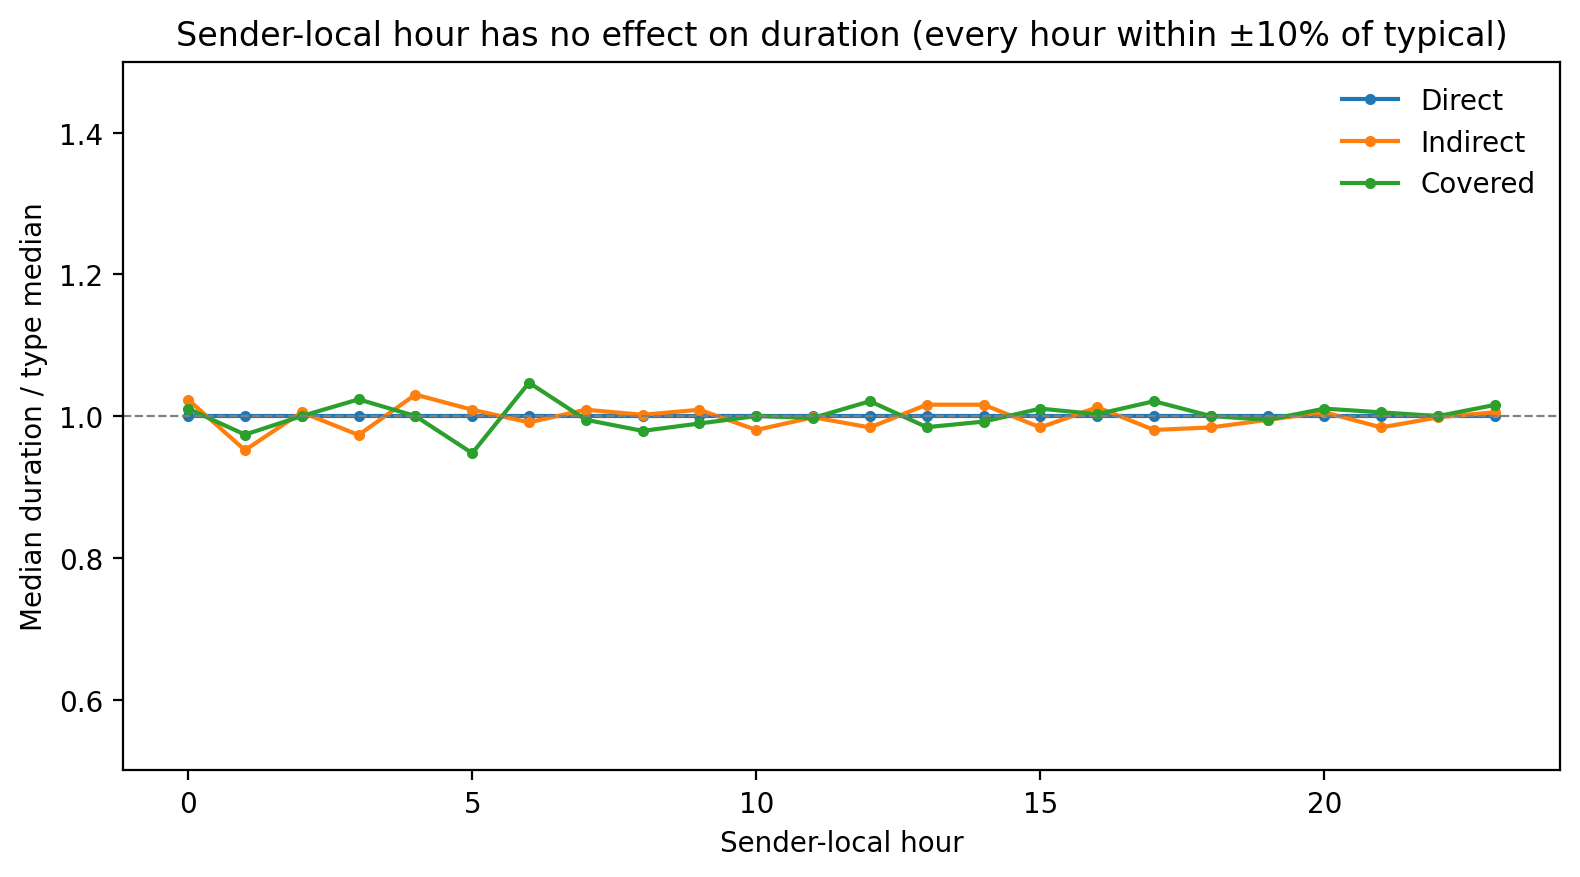 Sender-local hour has no effect on duration (every hour within ±10% of typical)
Direct
Indirect
Covered
Median duration / type median
1.4
1.2
1.0
0.8
0.6
0 5 10 15 20
Sender-local hour